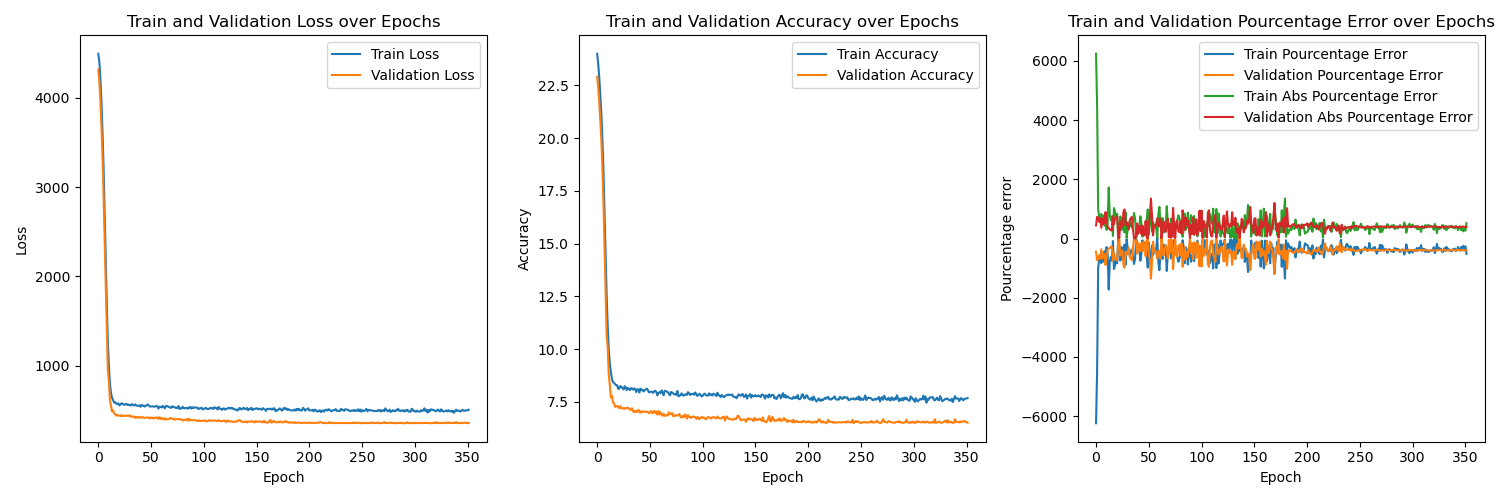 Train and Validation Loss over Epochs
Train Loss
Validation Loss
Loss
4000
3000
2000
1000
0 50 100 150 200 250 300 350
Epoch
Train and Validation Accuracy over Epochs
Train Accuracy
Validation Accuracy
Accuracy
22.5
20.0
17.5
15.0
12.5
10.0
7.5
0 50 100 150 200 250 300 350
Epoch
Train and Validation Pourcentage Error over Epochs
Train Pourcentage Error
Validation Pourcentage Error
Train Abs Pourcentage Error
Validation Abs Pourcentage Error
Pourcentage error
6000
4000
2000
0
−2000
−4000
−6000
0 50 100 150 200 250 300 350
Epoch